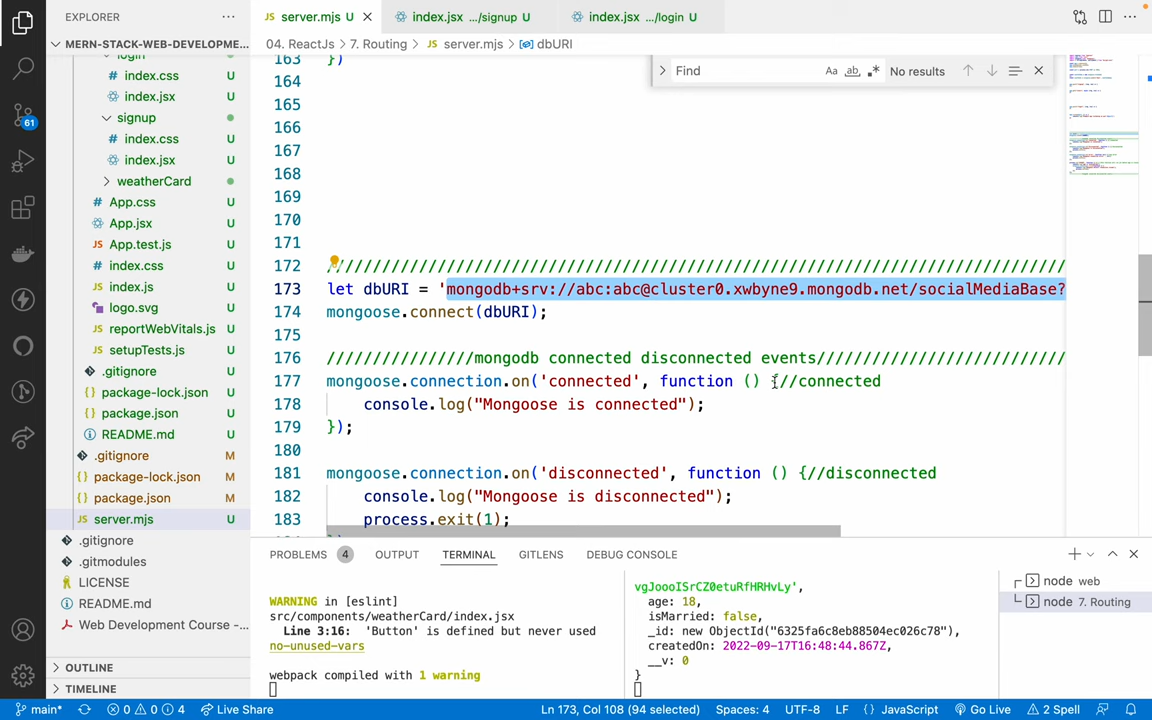 EXPLORER
MERN-STACK-WEB-DEVELOPME...
login
index.css U
index.jsx U
signup
index.css U
index.jsx U
weatherCard
App.css U
App.jsx U
App.test.js U
index.css U
index.js U
logo.svg U
reportWebVitals.js U
setupTests.js U
.gitignore U
package-lock.json U
package.json U
README.md U
.gitignore M
package-lock.json M
package.json M
server.mjs U
.gitignore
.gitmodules
LICENSE
README.md
Web Development Course -...
OUTLINE
TIMELINE
61
server.mjs U
index.jsx .../signup U
index.jsx .../login U
04. ReactJs > 7. Routing > JS server.mjs > dbURI
Find
Aa ab .* No results
163 })
164
165
166
167
168
169
170
171
172 ////////////////////////////////////////////////////////////////////////////////
173 let dbURI = 'mongodb+srv://abc:abc@cluster0.xwbyne9.mongodb.net/socialMediaBase?
174 mongoose.connect(dbURI);
175
176 ////////////////mongodb connected disconnected events///////////////////////////
177 mongoose.connection.on('connected', function () {//connected
178 console.log("Mongoose is connected");
179 });
180
181 mongoose.connection.on('disconnected', function () {//disconnected
182 console.log("Mongoose is disconnected");
183 process.exit(1);
PROBLEMS 4 OUTPUT TERMINAL GITLENS DEBUG CONSOLE
WARNING in [eslint]
src/components/weatherCard/index.jsx
Line 3:16: 'Button' is defined but never used
no-unused-vars
webpack compiled with 1 warning
vgJoooISrCZ0etuRfHRHvLy',
age: 18,
isMarried: false,
_id: new ObjectId("6325fa6c8eb88504ec026c78"),
createdOn: 2022-09-17T16:48:44.867Z,
__v: 0
}
node web
node 7. Routing
main* 0 0 4 Live Share Ln 173, Col 108 (94 selected) Spaces: 4 UTF-8 LF {} JavaScript Go Live 2 Spell